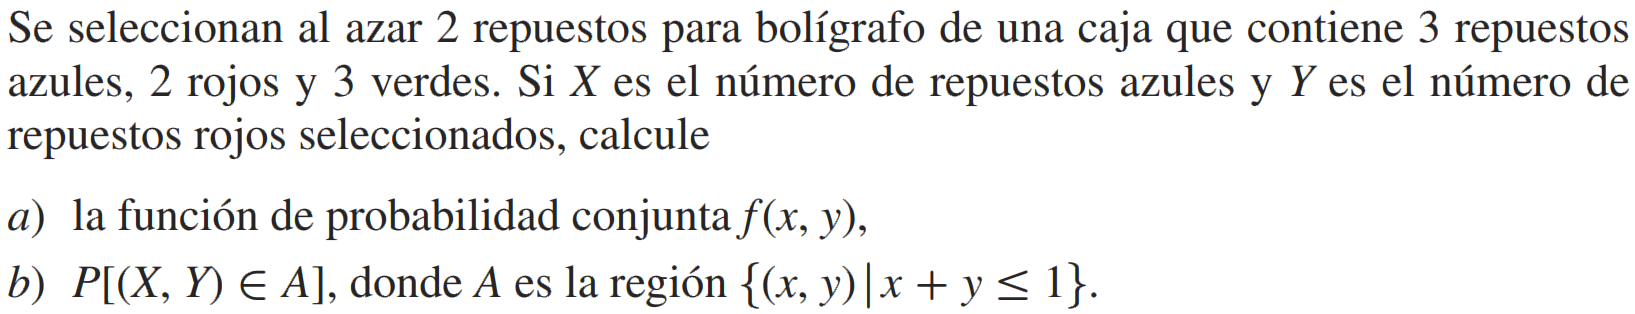 Se seleccionan al azar 2 repuestos para bolígrafo de una caja que contiene 3 repuestos
azules, 2 rojos y 3 verdes. Si X es el número de repuestos azules y Y es el número de
repuestos rojos seleccionados, calcule
a) la función de probabilidad conjunta f(x, y),
b) P[(X, Y) ∈ A], donde A es la región {(x, y)|x + y ≤ 1}.